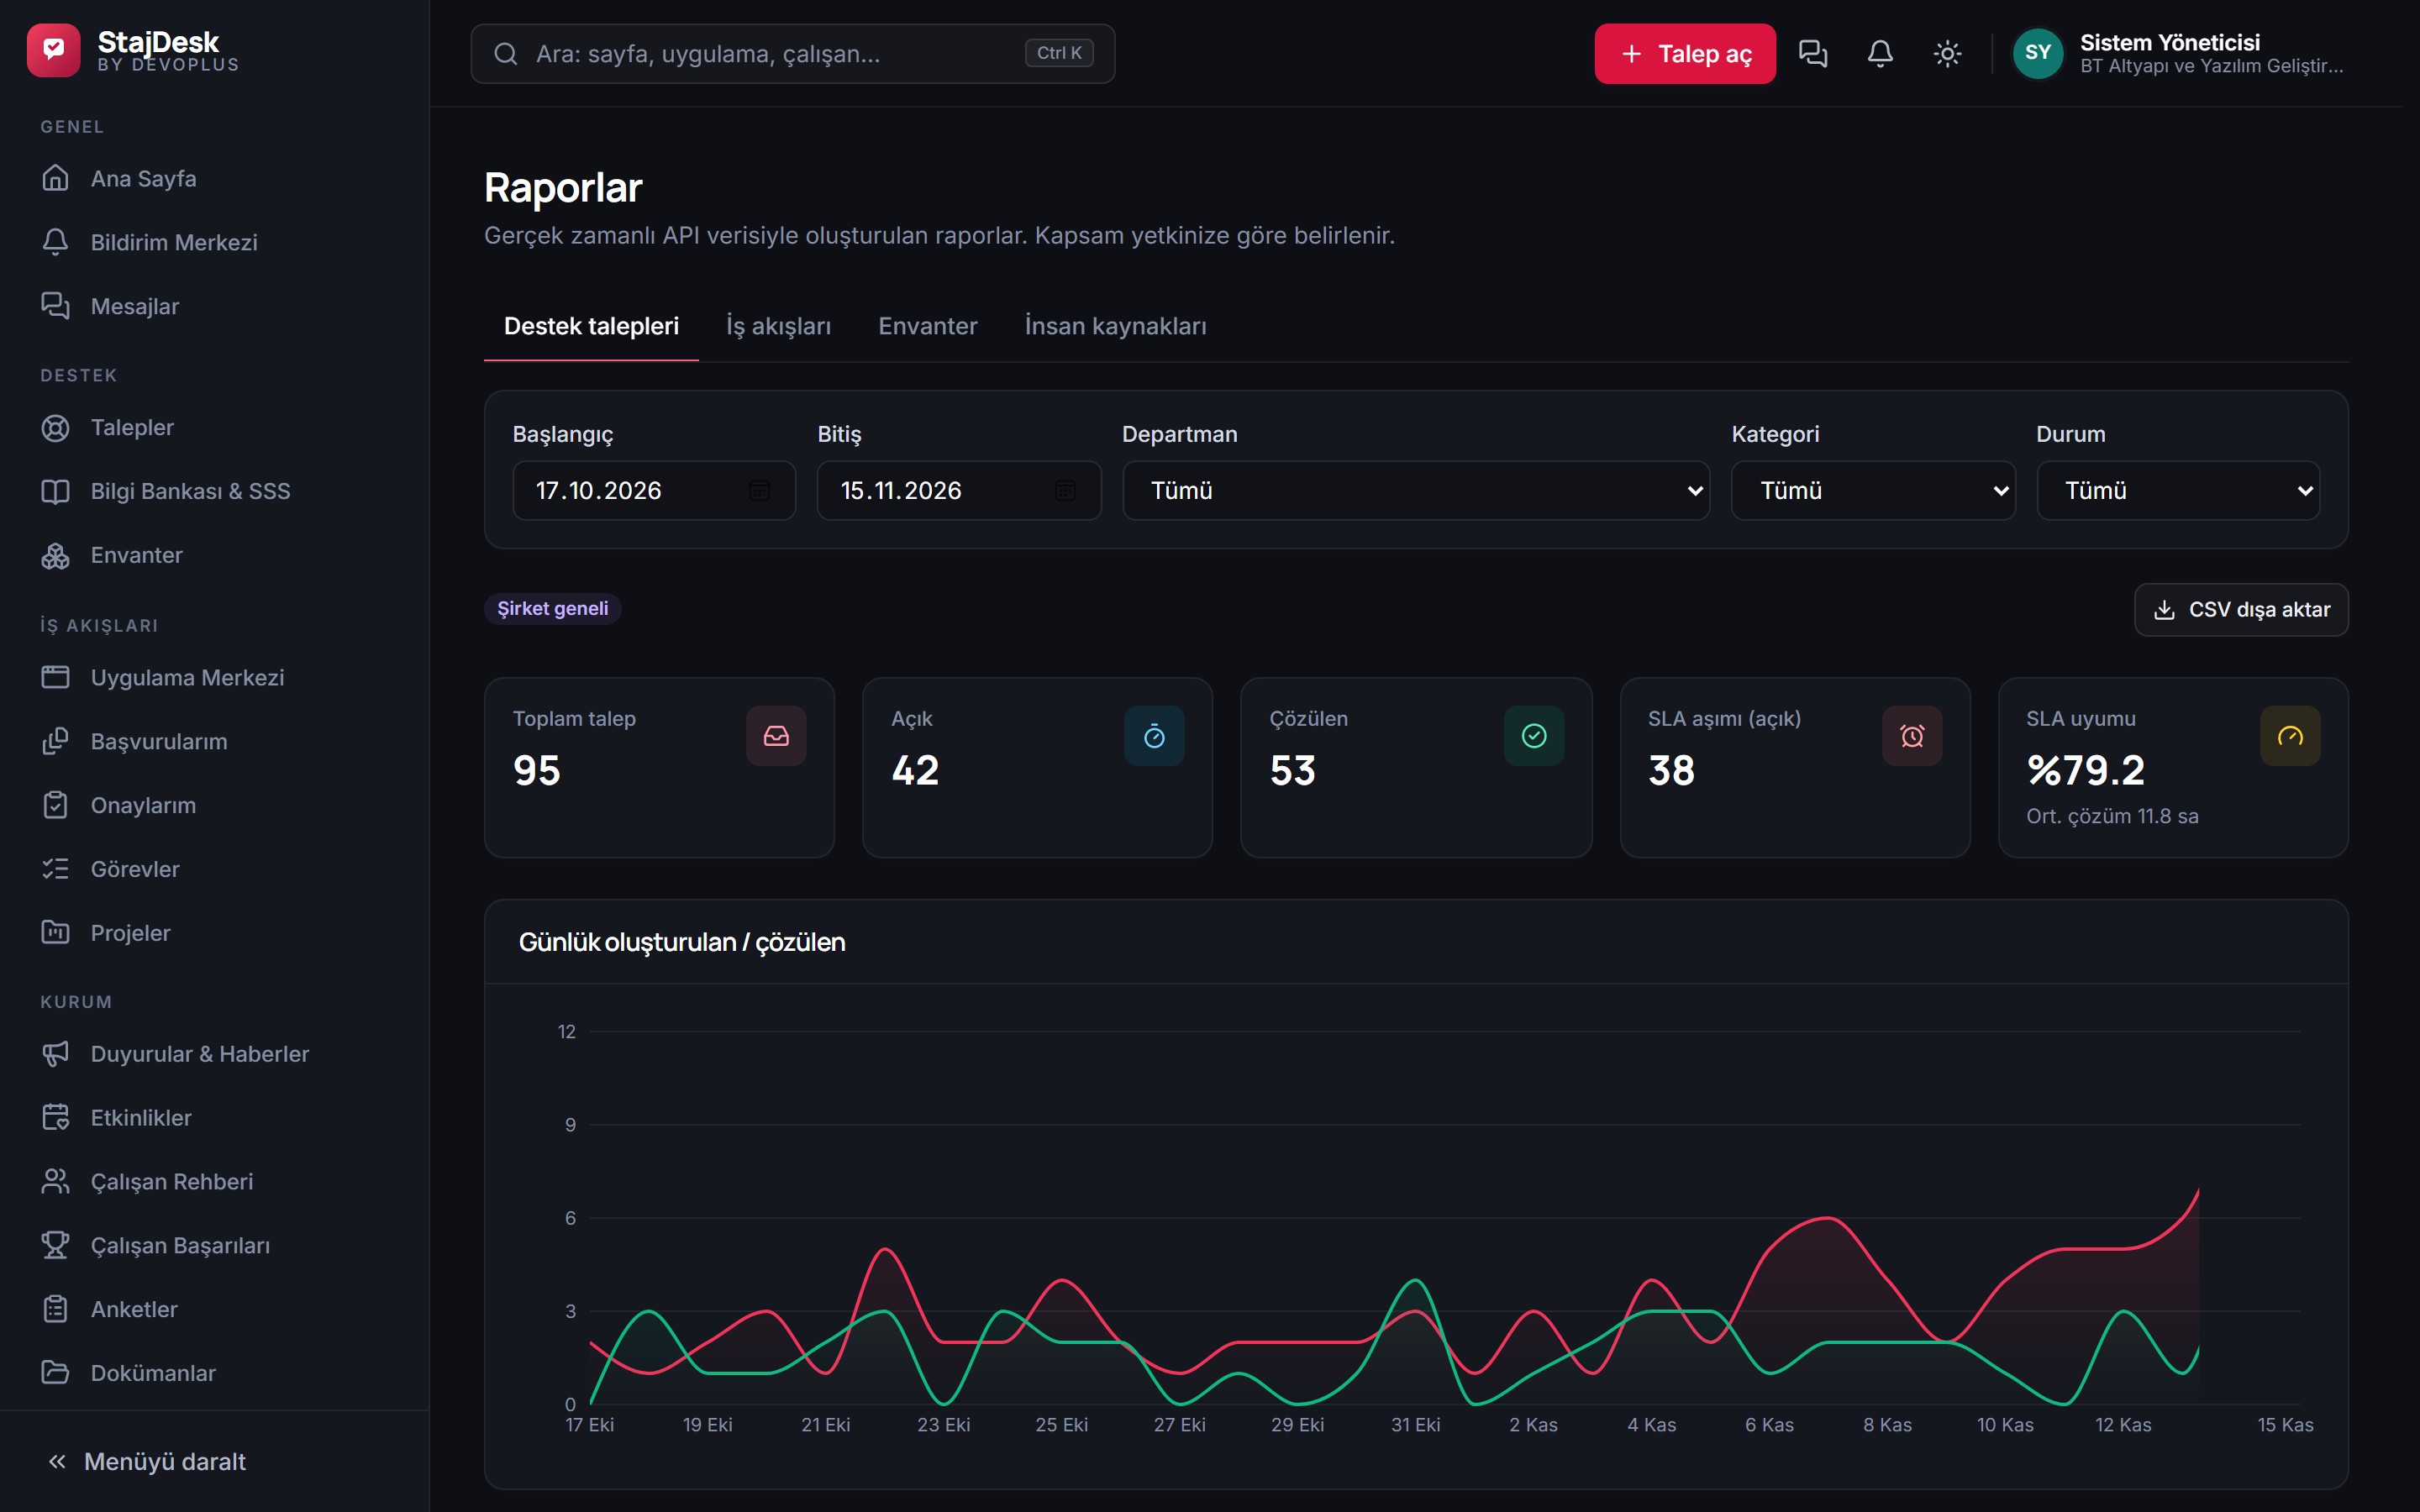 StajDesk
BY DEVOPLUS
GENEL
Ana Sayfa
Bildirim Merkezi
Mesajlar
DESTEK
Talepler
Bilgi Bankası & SSS
Envanter
İŞ AKIŞLARI
Uygulama Merkezi
Başvurularım
Onaylarım
Görevler
Projeler
KURUM
Duyurular & Haberler
Etkinlikler
Çalışan Rehberi
Çalışan Başarıları
Anketler
Dokümanlar
Menüyü daralt
Ara: sayfa, uygulama, çalışan...
Ctrl K
Talep aç
SY
Sistem Yöneticisi
BT Altyapı ve Yazılım Geliştir...
Raporlar
Gerçek zamanlı API verisiyle oluşturulan raporlar. Kapsam yetkinize göre belirlenir.
Destek talepleri İş akışları Envanter İnsan kaynakları
Başlangıç Bitiş Departman Kategori Durum
17.10.2026 15.11.2026 Tümü Tümü Tümü
Şirket geneli
CSV dışa aktar
Toplam talep
95
Açık
42
Çözülen
53
SLA aşımı (açık)
38
SLA uyumu
%79.2
Ort. çözüm 11.8 sa
Günlük oluşturulan / çözülen
12
9
6
3
0
17 Eki 19 Eki 21 Eki 23 Eki 25 Eki 27 Eki 29 Eki 31 Eki 2 Kas 4 Kas 6 Kas 8 Kas 10 Kas 12 Kas 15 Kas